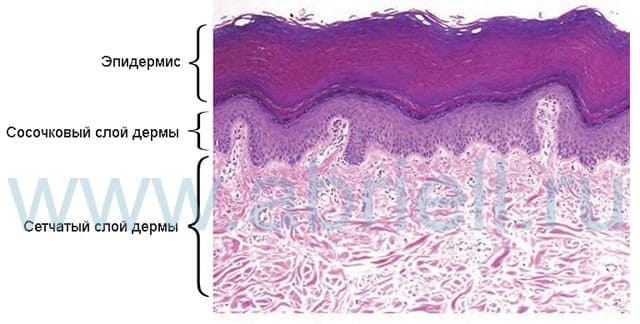 Эпидермис
Сосочковый слой дермы
www.abriell.ru
Сетчатый слой дермы